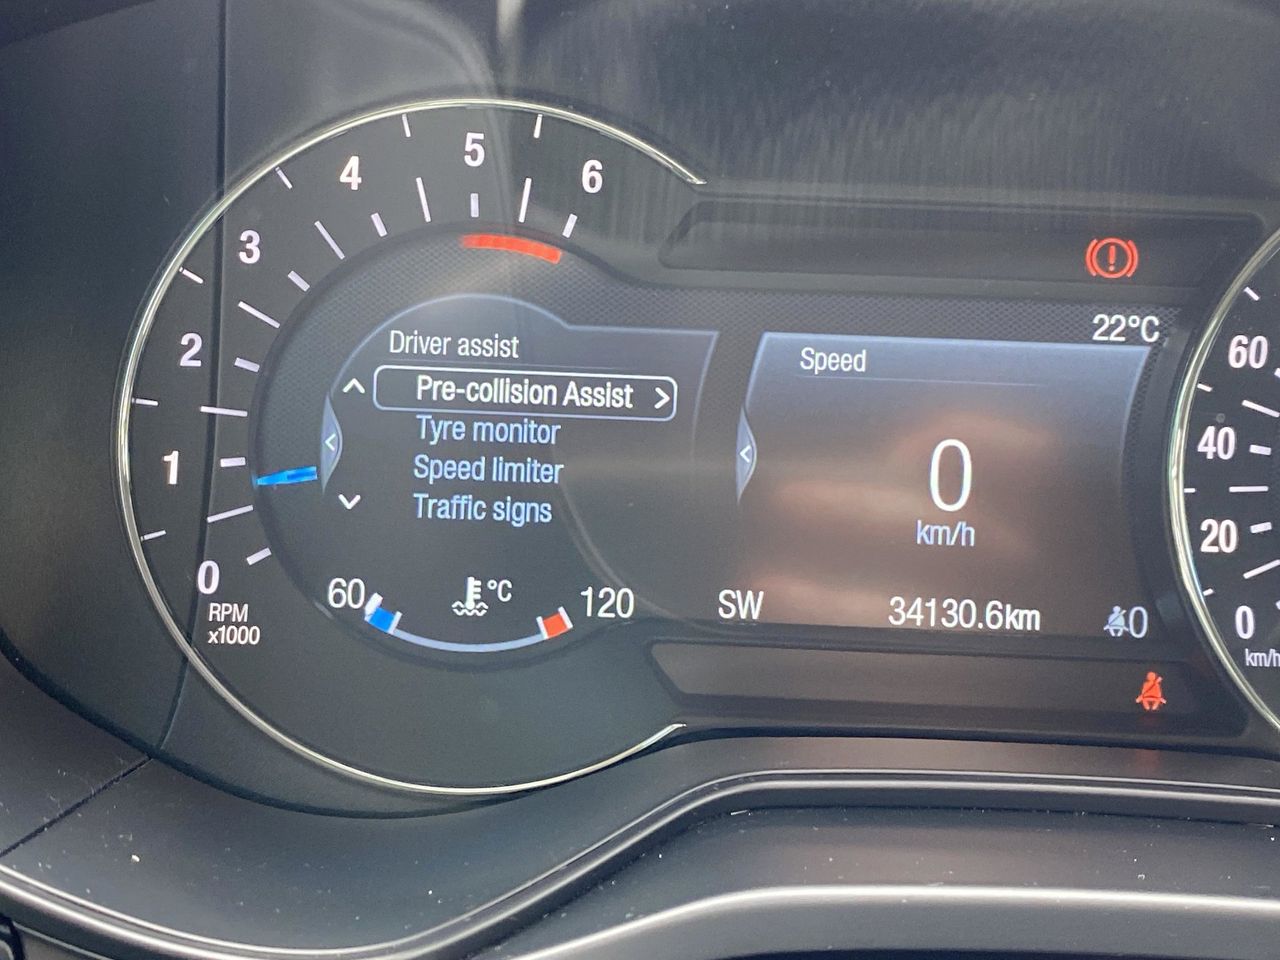 6
5
4
3
2
1
0
RPM
x1000
Driver assist
Pre-collision Assist
Tyre monitor
Speed limiter
Traffic signs
60
°C
120
22°C
Speed
0
km/h
SW
34130.6km
0
60
40
20
0
km/h